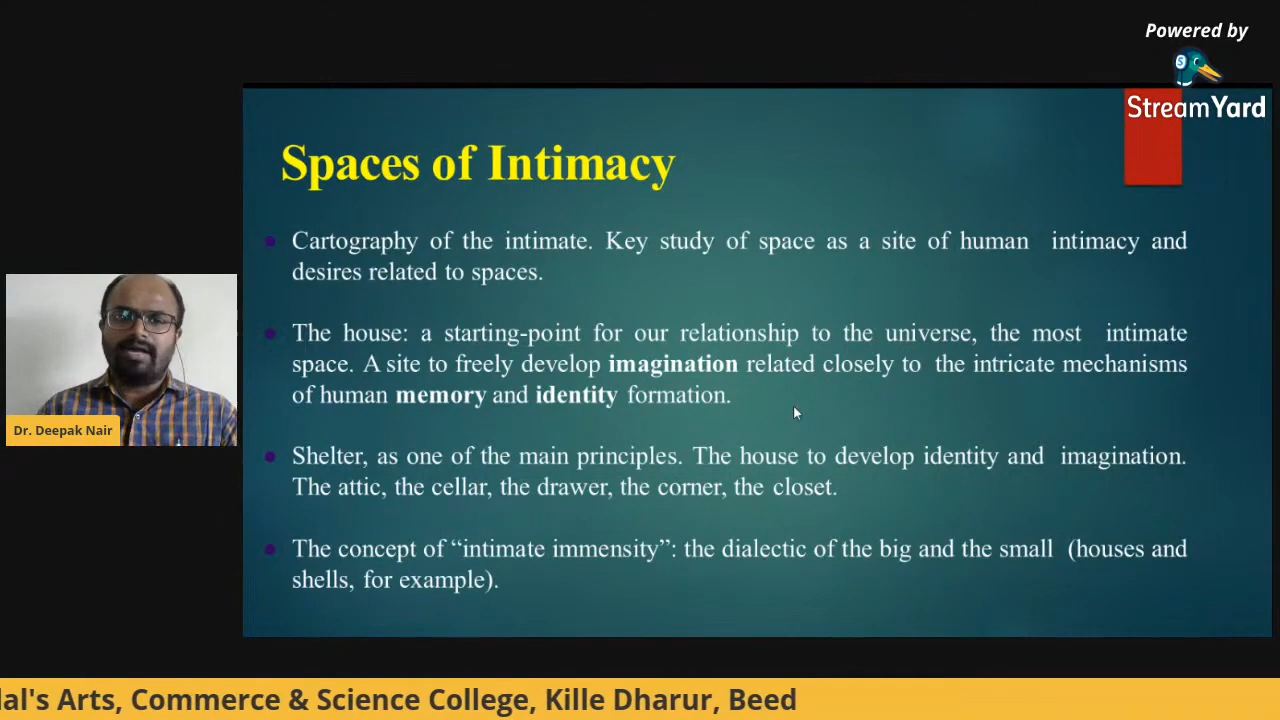 Powered by
StreamYard
Spaces of Intimacy
Cartography of the intimate. Key study of space as a site of human intimacy and
desires related to spaces.
The house: a starting-point for our relationship to the universe, the most intimate
space. A site to freely develop imagination related closely to the intricate mechanisms
of human memory and identity formation.
Shelter, as one of the main principles. The house to develop identity and imagination.
The attic, the cellar, the drawer, the corner, the closet.
The concept of “intimate immensity”: the dialectic of the big and the small (houses and
shells, for example).
Dr. Deepak Nair
Arts, Commerce & Science College, Kille Dharur, Beed